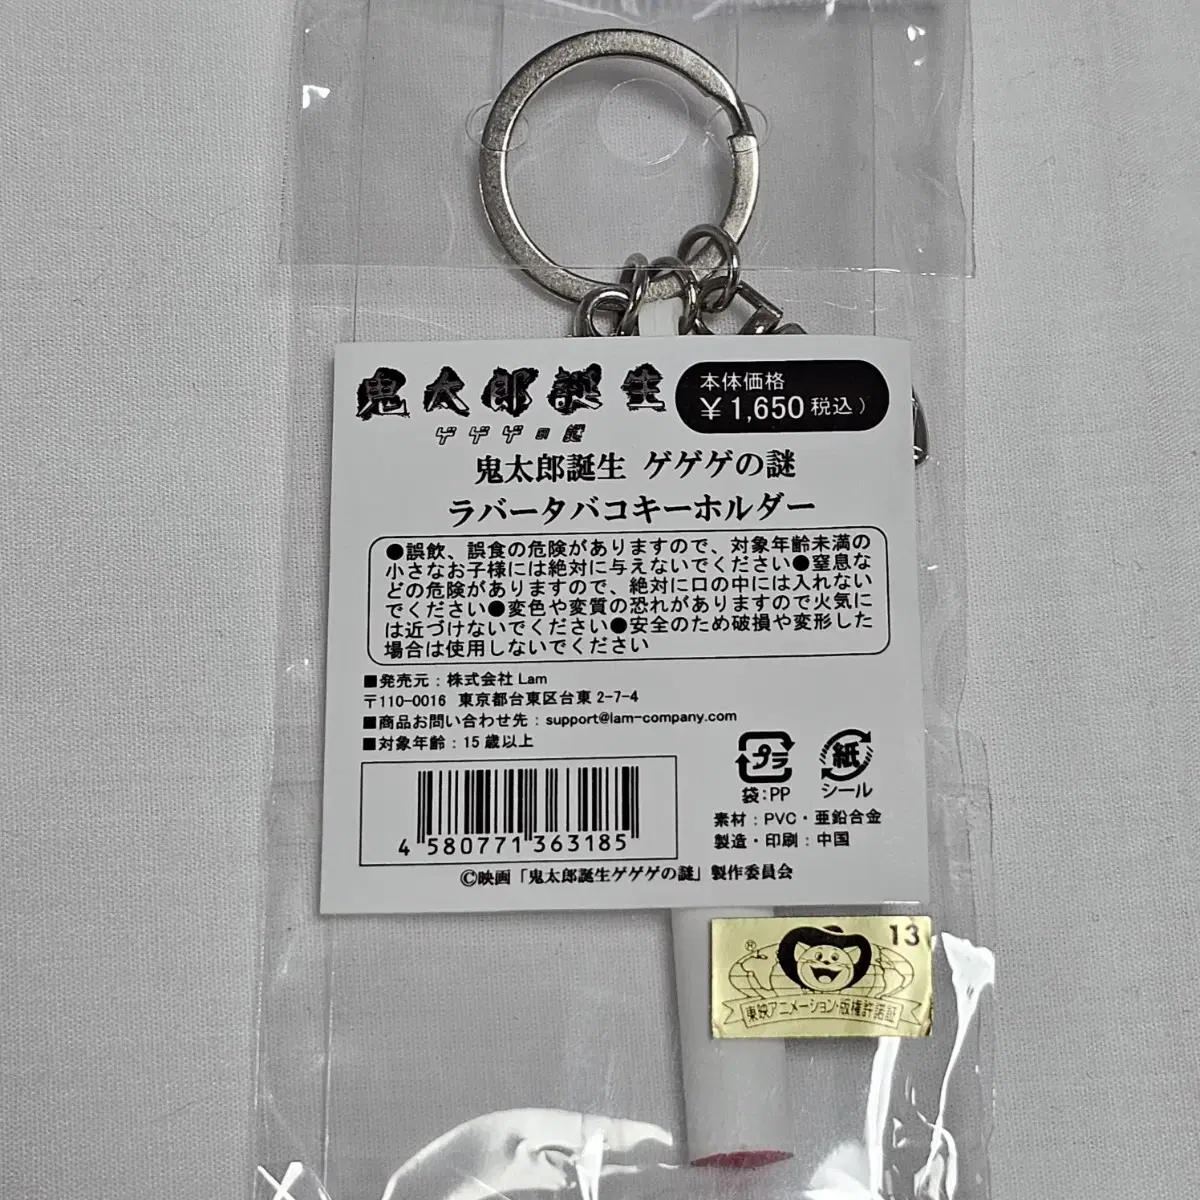 鬼太郎誕生
ゲゲゲの謎
本体価格
¥1,650 税込)
鬼太郎誕生 ゲゲゲの謎
ラバータバコキーホルダー
●誤飲、誤食の危険がありますので、対象年齢未満の
小さなお子様には絶対に与えないでください●窒息な
どの危険がありますので、絶対に口の中には入れない
でください●変色や変質の恐れがありますので火気に
は近づけないでください●安全のため破損や変形した
場合は使用しないでください
■発売元:株式会社 Lam
〒110-0016 東京都台東区台東 2-7-4
■商品お問い合わせ先:support@lam-company.com
■対象年齢:15 歳以上
プラ
袋:PP
紙
シール
素材:PVC・亜鉛合金
製造・印刷:中国
4 580771 363185
©映画「鬼太郎誕生ゲゲゲの謎」製作委員会
13
®
東映アニメーション・版権許諾証